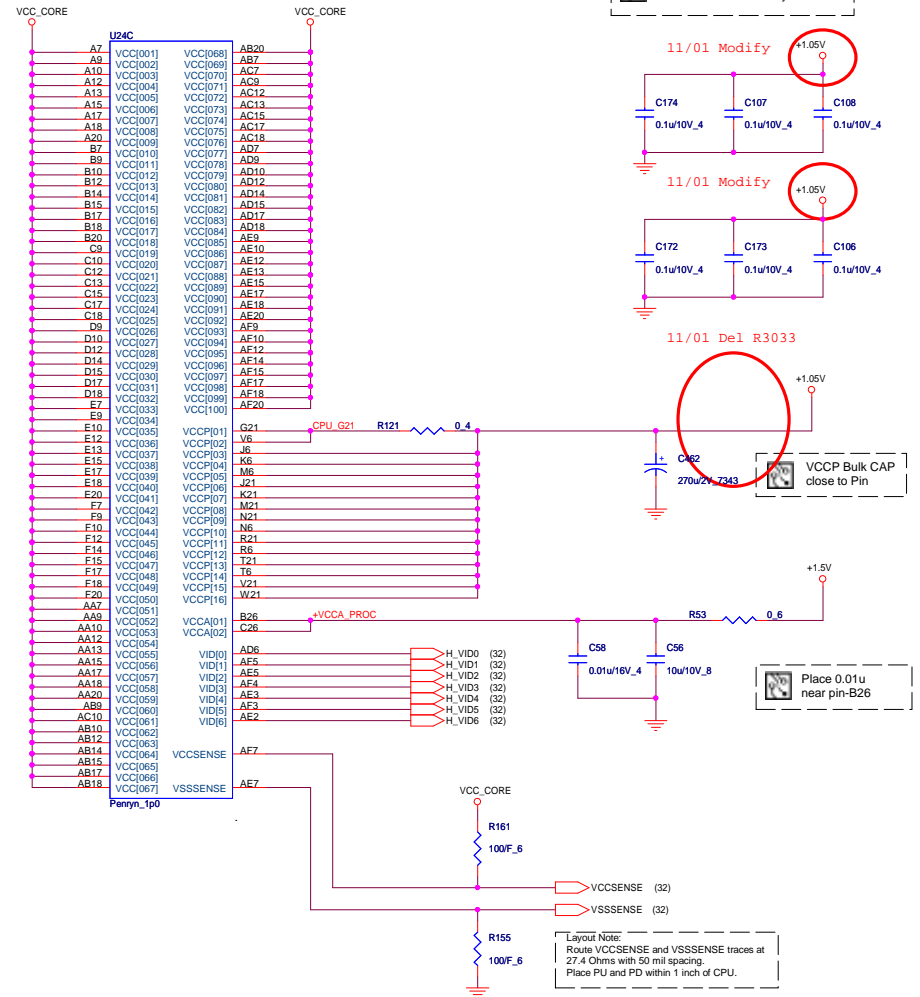 VCC_CORE
VCC_CORE
U24C
A7 VCC[001] VCC[068] AB20
A9 VCC[002] VCC[069] AB7
A10 VCC[003] VCC[070] AC7
A12 VCC[004] VCC[071] AC9
A13 VCC[005] VCC[072] AC12
A15 VCC[006] VCC[073] AC13
A17 VCC[007] VCC[074] AC15
A18 VCC[008] VCC[075] AC17
A20 VCC[009] VCC[076] AC18
B7 VCC[010] VCC[077] AD7
B9 VCC[011] VCC[078] AD9
B10 VCC[012] VCC[079] AD10
B12 VCC[013] VCC[080] AD12
B14 VCC[014] VCC[081] AD14
B15 VCC[015] VCC[082] AD15
B17 VCC[016] VCC[083] AD17
B18 VCC[017] VCC[084] AD18
B20 VCC[018] VCC[085] AE9
C9 VCC[019] VCC[086] AE10
C10 VCC[020] VCC[087] AE12
C12 VCC[021] VCC[088] AE13
C13 VCC[022] VCC[089] AE15
C15 VCC[023] VCC[090] AE17
C17 VCC[024] VCC[091] AE18
C18 VCC[025] VCC[092] AE20
D9 VCC[026] VCC[093] AF9
D10 VCC[027] VCC[094] AF10
D12 VCC[028] VCC[095] AF12
D14 VCC[029] VCC[096] AF14
D15 VCC[030] VCC[097] AF15
D17 VCC[031] VCC[098] AF17
D18 VCC[032] VCC[099] AF18
E7 VCC[033] VCC[100] AF20
E9 VCC[034]
E10 VCC[035] VCCP[01] G21
E12 VCC[036] VCCP[02] V6
E13 VCC[037] VCCP[03] J6
E15 VCC[038] VCCP[04] K6
E17 VCC[039] VCCP[05] M6
E18 VCC[040] VCCP[06] J21
E20 VCC[041] VCCP[07] K21
F7 VCC[042] VCCP[08] M21
F9 VCC[043] VCCP[09] N21
F10 VCC[044] VCCP[10] N6
F12 VCC[045] VCCP[11] R21
F14 VCC[046] VCCP[12] R6
F15 VCC[047] VCCP[13] T21
F17 VCC[048] VCCP[14] T6
F18 VCC[049] VCCP[15] V21
F20 VCC[050] VCCP[16] W21
AA7 VCC[051]
AA9 VCC[052] VCCA[01] B26
AA10 VCC[053] VCCA[02] C26
AA12 VCC[054]
AA13 VCC[055] VID[0] AD6
AA15 VCC[056] VID[1] AF5
AA17 VCC[057] VID[2] AE5
AA18 VCC[058] VID[3] AF4
AA20 VCC[059] VID[4] AE3
AB9 VCC[060] VID[5] AF3
AC10 VCC[061] VID[6] AE2
AB10 VCC[062]
AB12 VCC[063]
AB14 VCC[064] VCCSENSE AF7
AB15 VCC[065]
AB17 VCC[066]
AB18 VCC[067] VSSSENSE AE7
Penryn_1p0
11/01 Modify
+1.05V
C174
0.1u/10V_4
C107
0.1u/10V_4
C108
0.1u/10V_4
11/01 Modify
+1.05V
C172
0.1u/10V_4
C173
0.1u/10V_4
C106
0.1u/10V_4
11/01 Del R3033
+1.05V
CPU_G21 R121 0_4
C462
+
270u/2V_7343
VCCP Bulk CAP
close to Pin
+1.5V
+VCCA_PROC
R53 0_6
C58
0.01u/16V_4
C56
10u/10V_8
Place 0.01u
near pin-B26
H_VID0 (32)
H_VID1 (32)
H_VID2 (32)
H_VID3 (32)
H_VID4 (32)
H_VID5 (32)
H_VID6 (32)
VCC_CORE
R161
100/F_6
VCCSENSE (32)
VSSSENSE (32)
R155
100/F_6
Layout Note:
Route VCCSENSE and VSSSENSE traces at
27.4 Ohms with 50 mil spacing.
Place PU and PD within 1 inch of CPU.